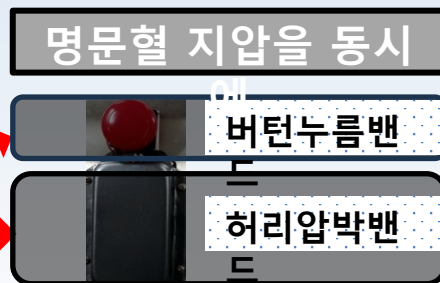 명문혈 지압을 동시
에
버턴누름밴
드
허리압박밴
드